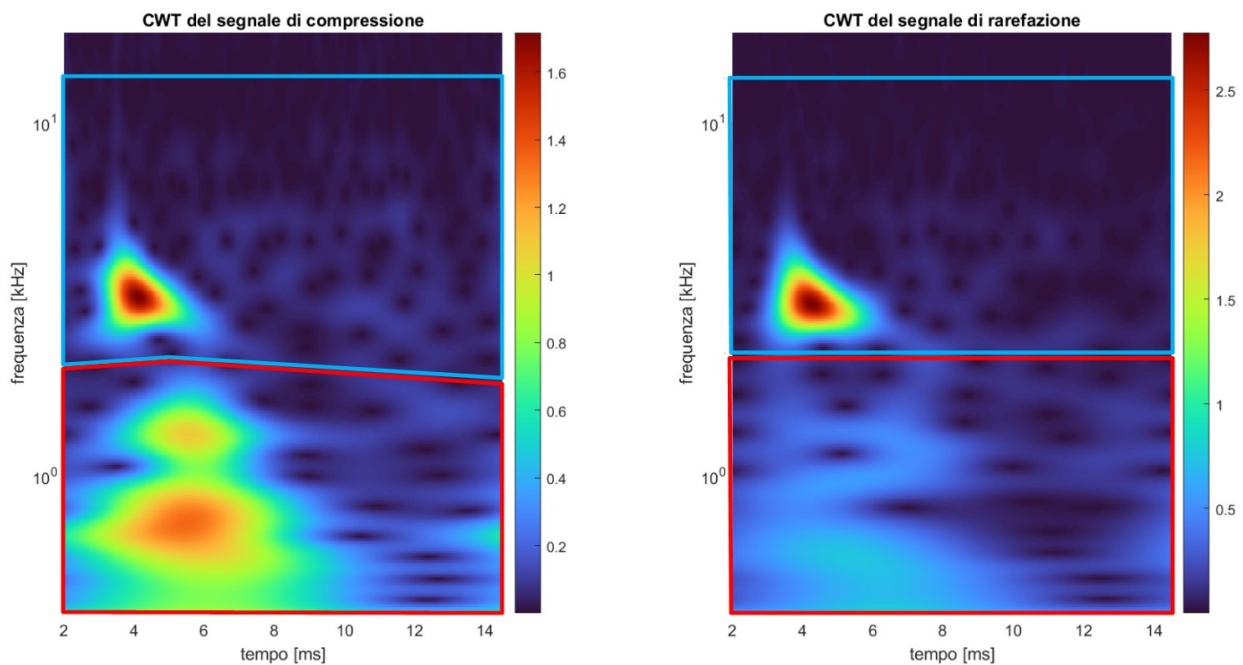 CWT del segnale di compressione
frequenza [kHz]
10¹
10⁰
2 4 6 8 10 12 14
tempo [ms]
1.6
1.4
1.2
1
0.8
0.6
0.4
0.2
CWT del segnale di rarefazione
frequenza [kHz]
10¹
10⁰
2 4 6 8 10 12 14
tempo [ms]
2.5
2
1.5
1
0.5